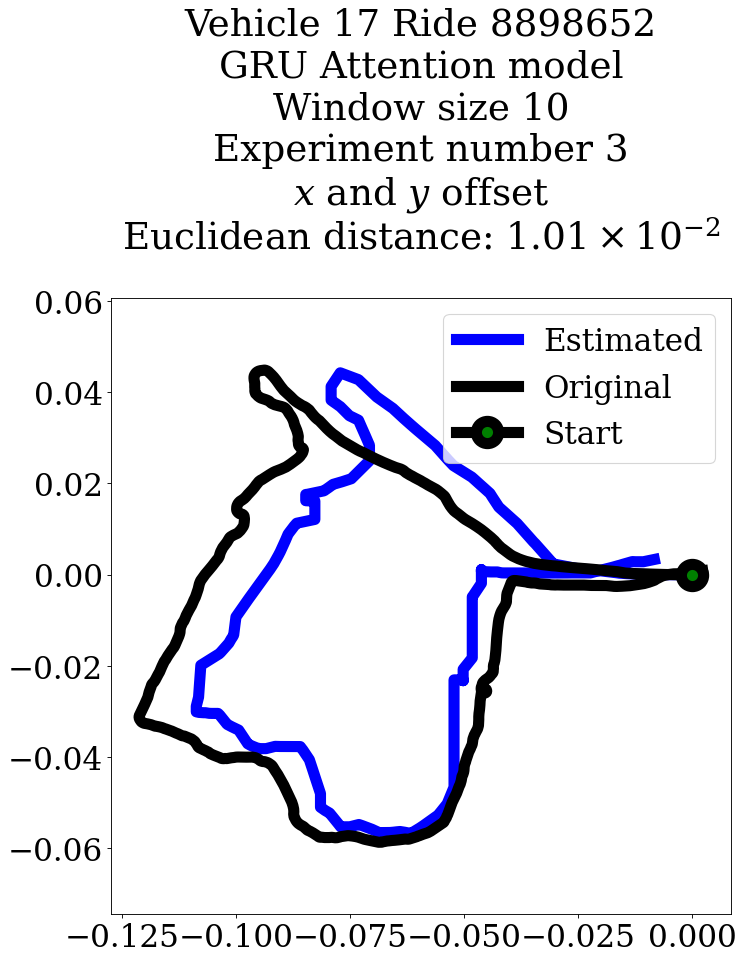 Vehicle 17 Ride 8898652
GRU Attention model
Window size 10
Experiment number 3
x and y offset
Euclidean distance: 1.01 × 10⁻²
Estimated
Original
Start
0.06
0.04
0.02
0.00
−0.02
−0.04
−0.06
−0.125 −0.100 −0.075 −0.050 −0.025 0.000